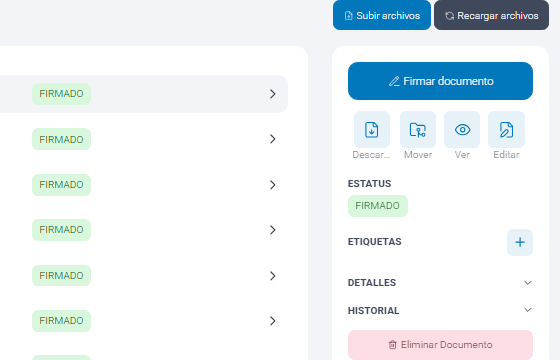 Subir archivos
Recargar archivos
Firmar documento
FIRMADO
FIRMADO
FIRMADO
FIRMADO
FIRMADO
FIRMADO
Descar...
Mover
Ver
Editar
ESTATUS
FIRMADO
ETIQUETAS
DETALLES
HISTORIAL
Eliminar Documento